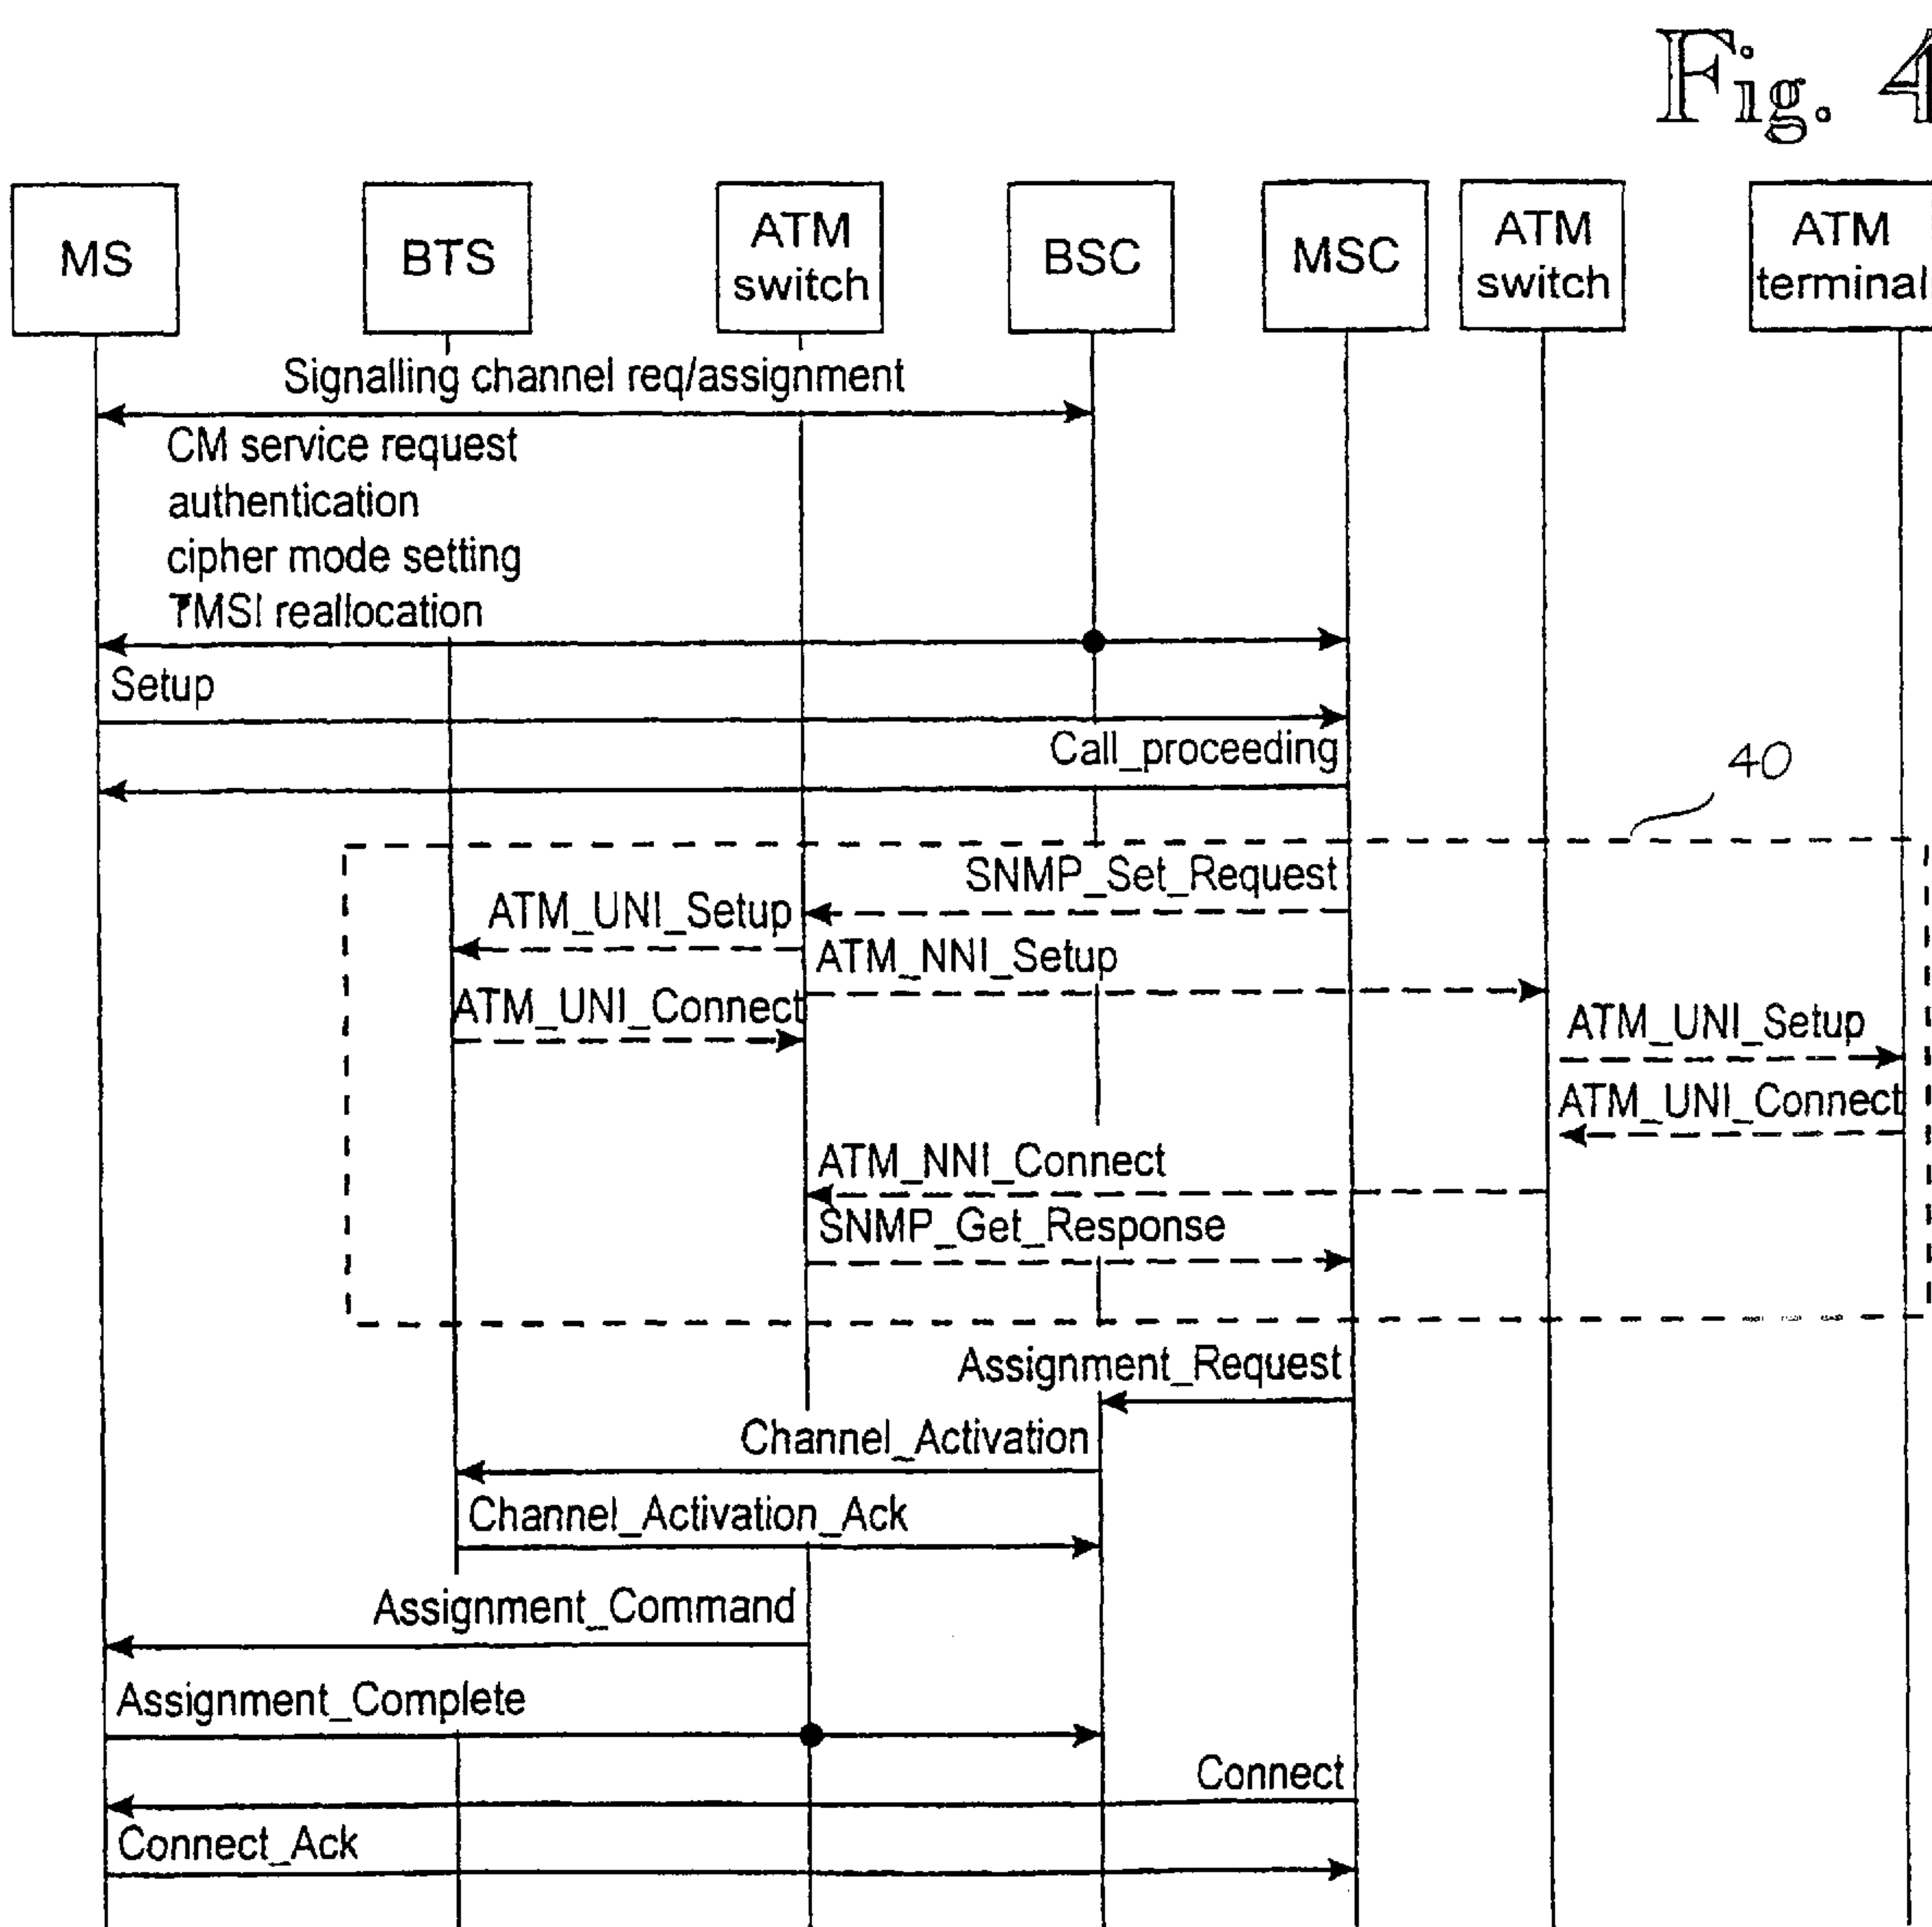 Fig. 4
MS
BTS
ATM
switch
BSC
MSC
ATM
switch
ATM
terminal
Signalling channel req/assignment
CM service request
authentication
cipher mode setting
TMSI reallocation
Setup
Call_proceeding
40
SNMP_Set_Request
ATM_UNI_Setup
ATM_NNI_Setup
ATM_UNI_Connect
ATM_UNI_Setup
ATM_UNI_Connect
ATM_NNI_Connect
SNMP_Get_Response
Assignment_Request
Channel_Activation
Channel_Activation_Ack
Assignment_Command
Assignment_Complete
Connect
Connect_Ack